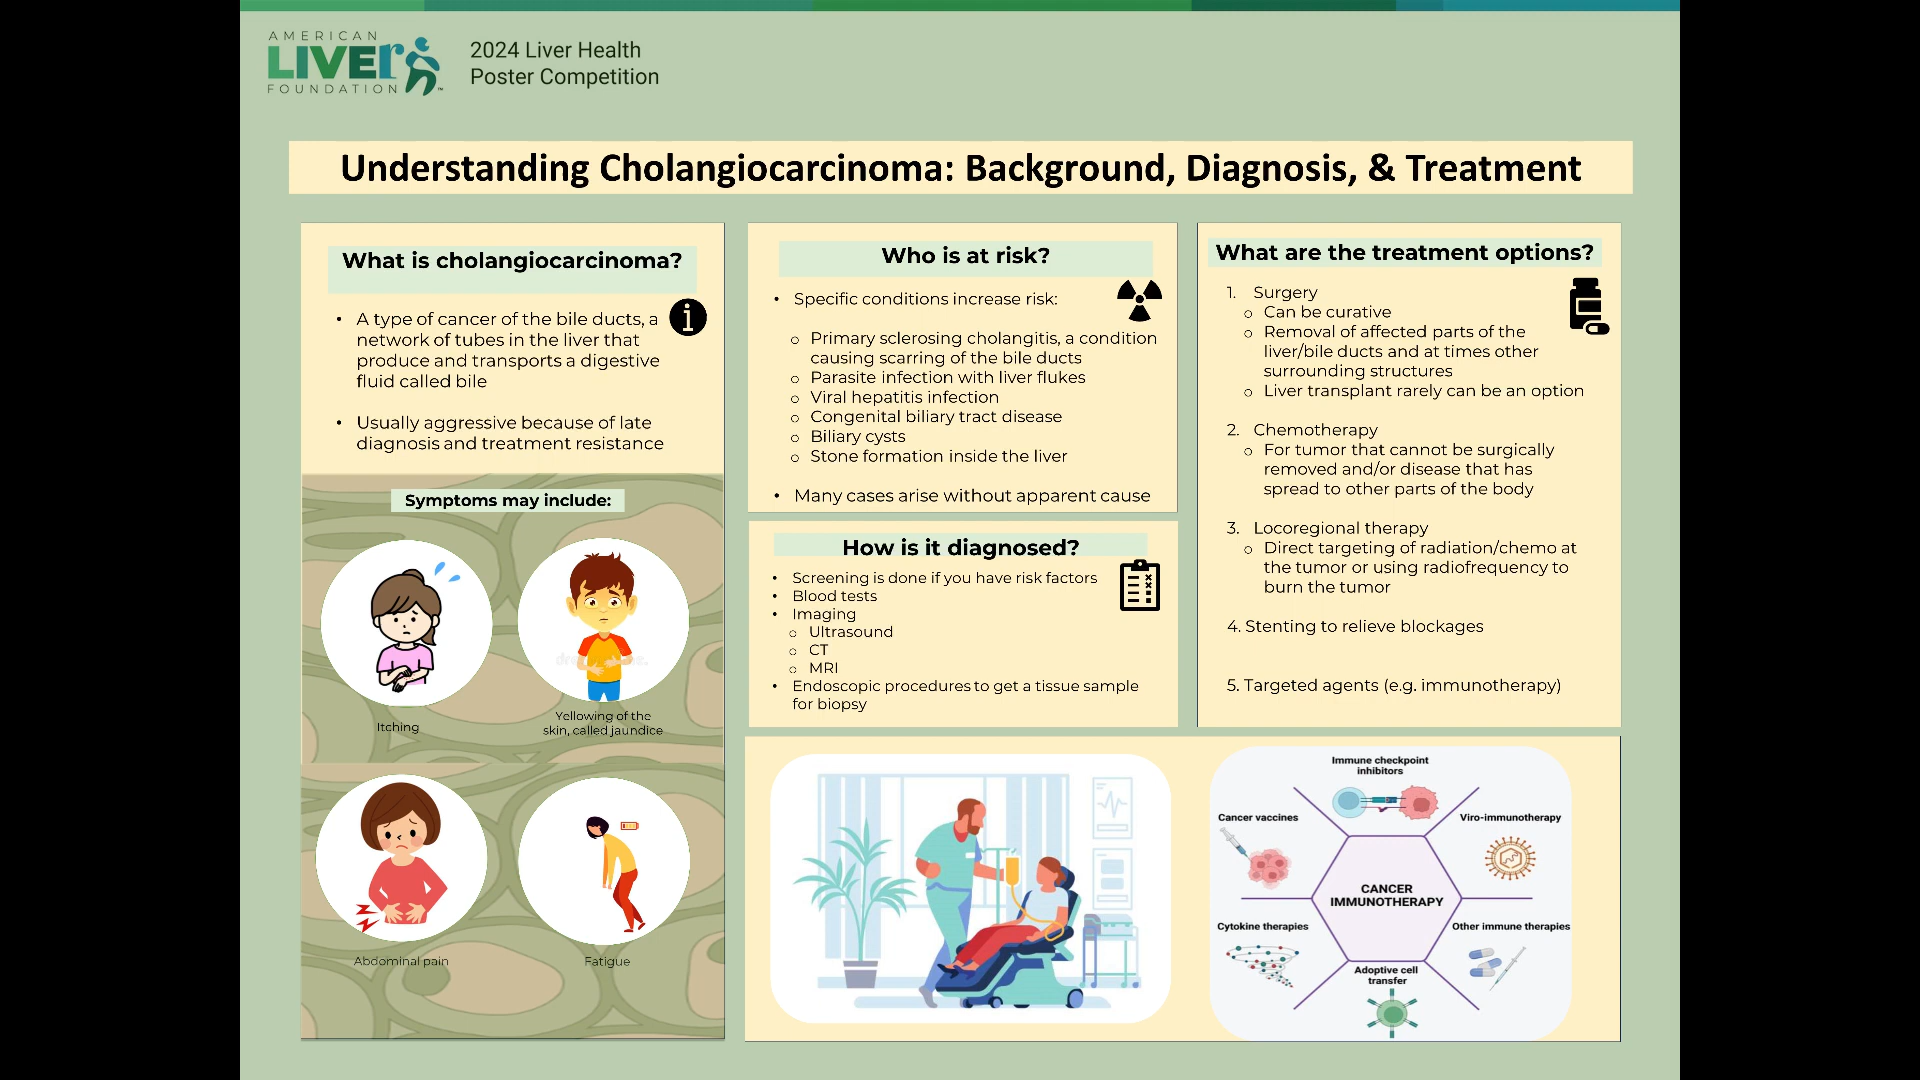 AMERICAN
LIVER
FOUNDATION
2024 Liver Health
Poster Competition
Understanding Cholangiocarcinoma: Background, Diagnosis, & Treatment
What is cholangiocarcinoma?
• A type of cancer of the bile ducts, a
network of tubes in the liver that
produce and transports a digestive
fluid called bile
• Usually aggressive because of late
diagnosis and treatment resistance
Symptoms may include:
Itching
Yellowing of the
skin, called jaundice
Abdominal pain
Fatigue
Who is at risk?
• Specific conditions increase risk:
o Primary sclerosing cholangitis, a condition
causing scarring of the bile ducts
o Parasite infection with liver flukes
o Viral hepatitis infection
o Congenital biliary tract disease
o Biliary cysts
o Stone formation inside the liver
• Many cases arise without apparent cause
How is it diagnosed?
• Screening is done if you have risk factors
• Blood tests
• Imaging
o Ultrasound
o CT
o MRI
• Endoscopic procedures to get a tissue sample
for biopsy
What are the treatment options?
1. Surgery
o Can be curative
o Removal of affected parts of the
liver/bile ducts and at times other
surrounding structures
o Liver transplant rarely can be an option
2. Chemotherapy
o For tumor that cannot be surgically
removed and/or disease that has
spread to other parts of the body
3. Locoregional therapy
o Direct targeting of radiation/chemo at
the tumor or using radiofrequency to
burn the tumor
4. Stenting to relieve blockages
5. Targeted agents (e.g. immunotherapy)
Immune checkpoint
inhibitors
Cancer vaccines
Viro-immunotherapy
CANCER
IMMUNOTHERAPY
Cytokine therapies
Other immune therapies
Adoptive cell
transfer